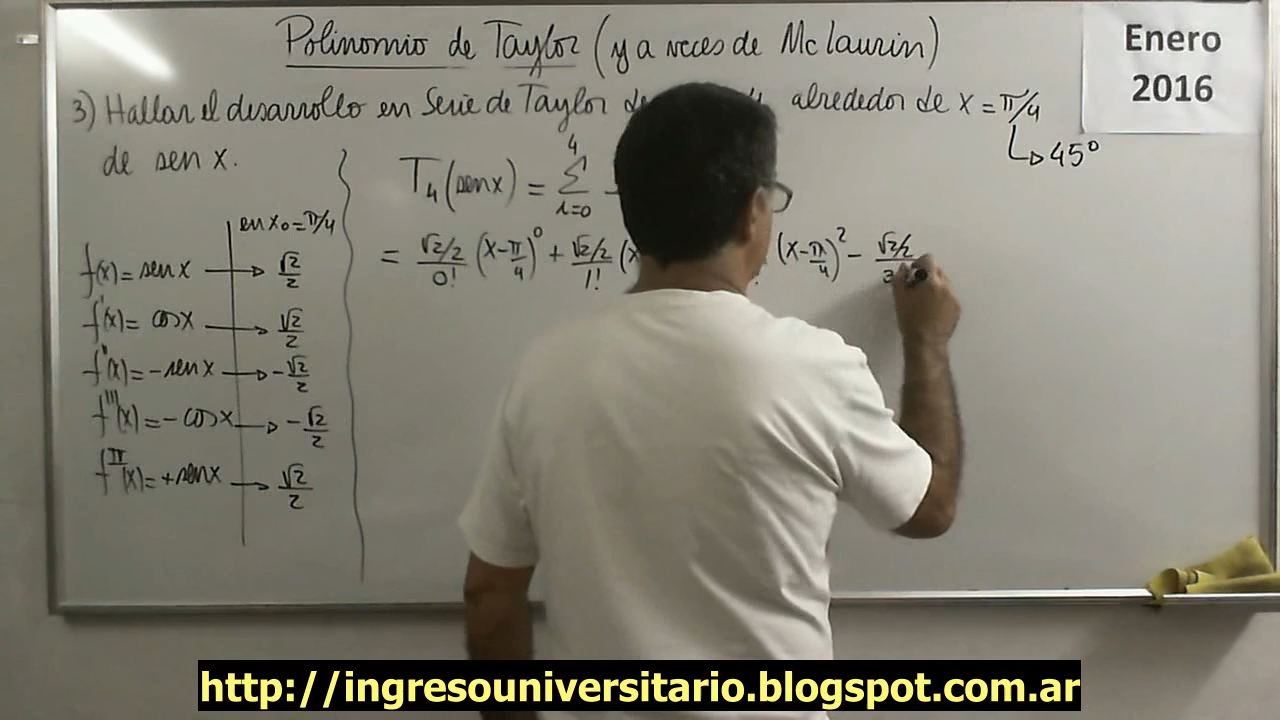 Polinomio de Taylor (y a veces de Mc Laurin)
Enero
2016
3) Hallar el desarrollo en Serie de Taylor de alrededor de x = π/4
↳ 45°
de sen x.
T₄(sen x) = Σ 4 i=0
en x₀ = π/4
= √2/2 / 0! (x - π/4)⁰ + √2/2 / 1! (x (x - π/4)² - √2/2
f(x) = sen x → √2/2
f'(x) = cos x → √2/2
f''(x) = - sen x → - √2/2
f'''(x) = - cos x → - √2/2
f^IV(x) = + sen x → √2/2
http://ingresouniversitario.blogspot.com.ar